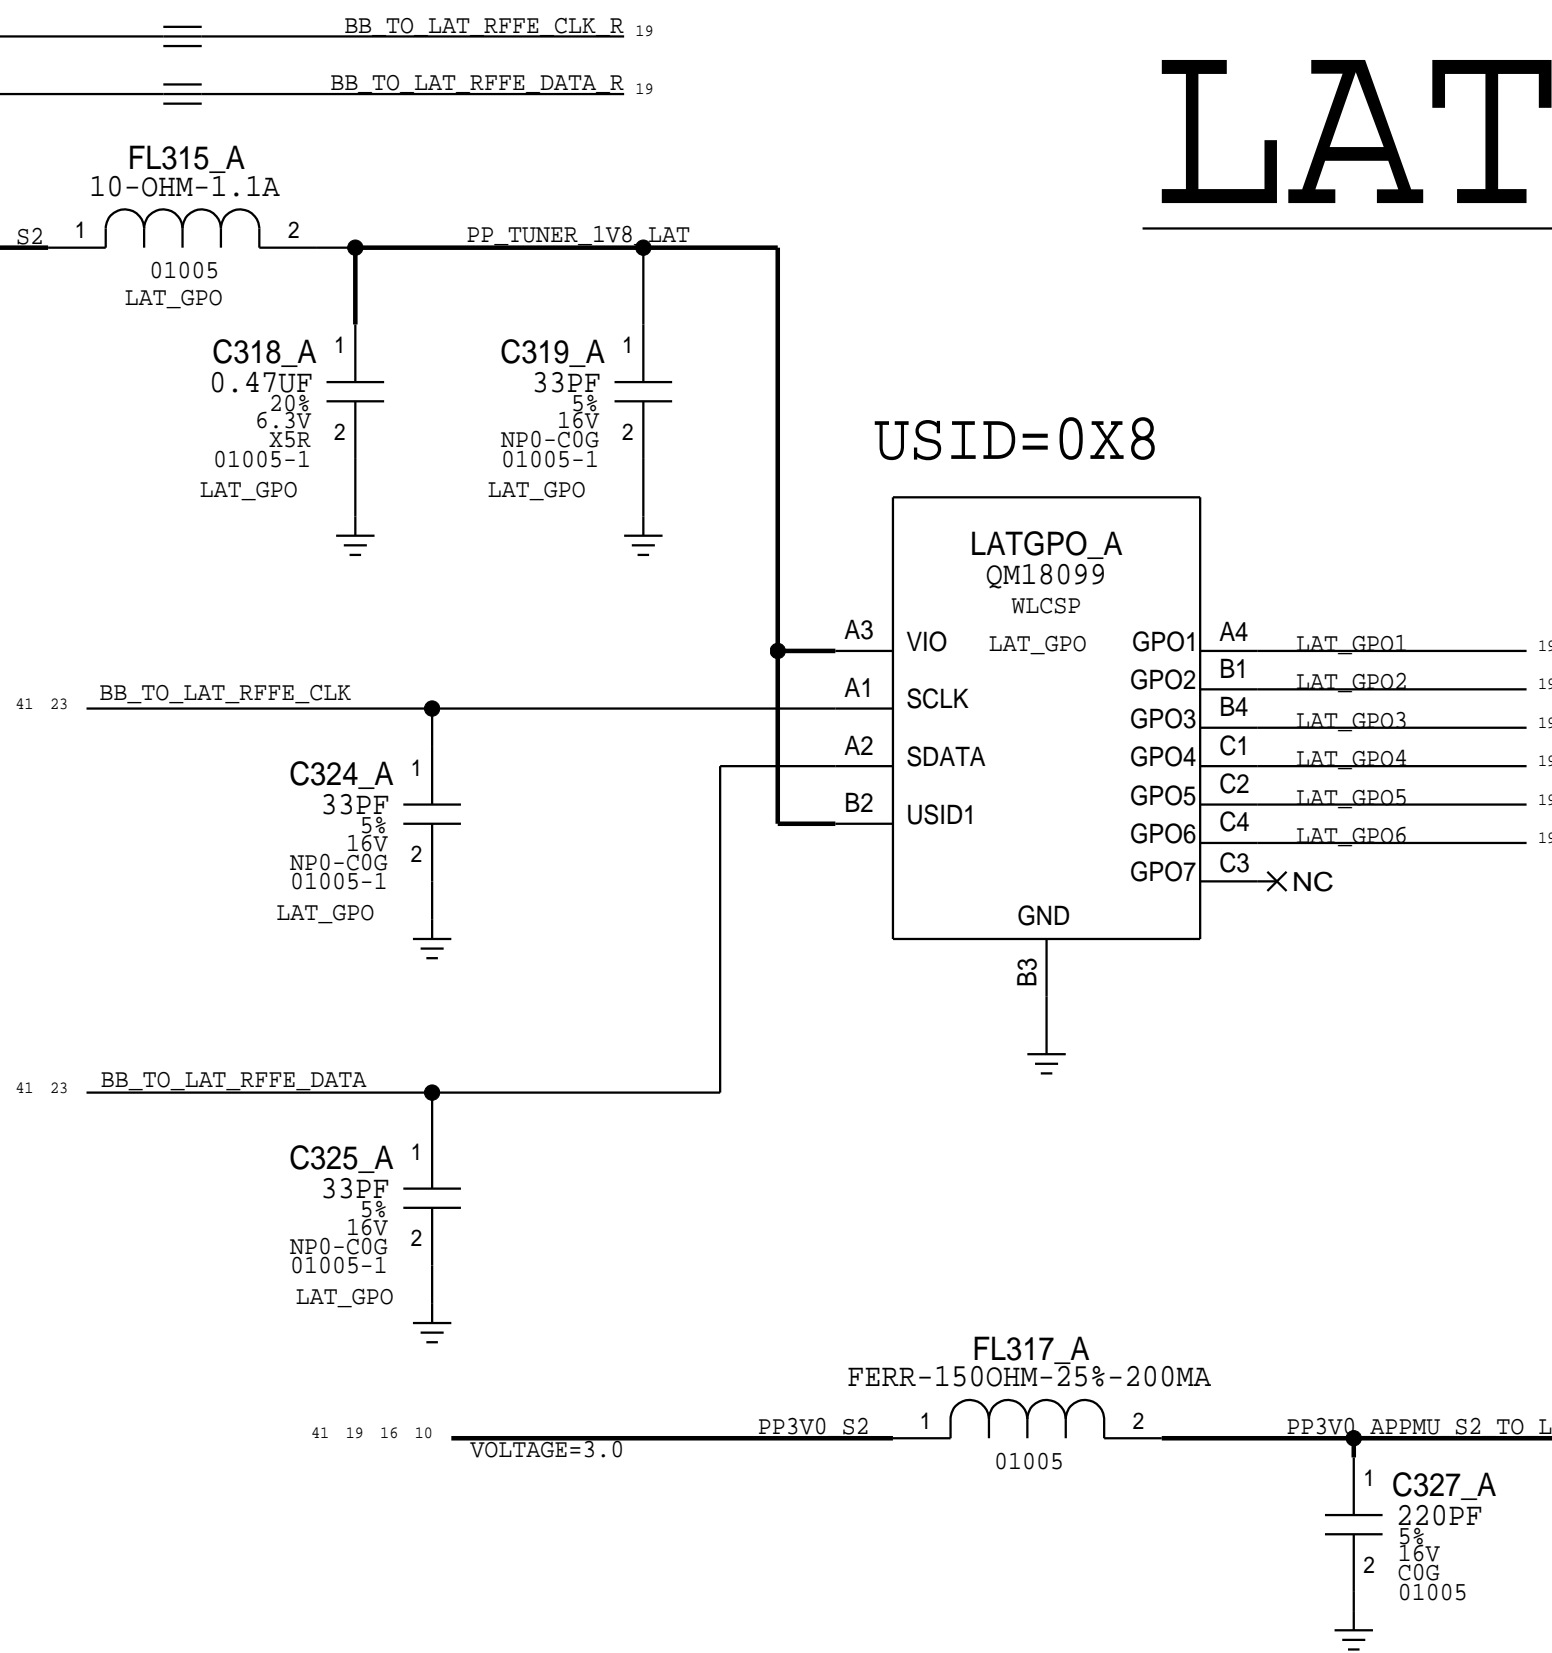 BB_TO_LAT_RFFE_CLK_R 19
BB_TO_LAT_RFFE_DATA_R 19
LAT
FL315_A
10-OHM-1.1A
S2 1 2 PP_TUNER_1V8_LAT
01005
LAT_GPO
C318_A 1
0.47UF
20%
6.3V
X5R 2
01005-1
LAT_GPO
C319_A 1
33PF
5%
16V
NP0-C0G 2
01005-1
LAT_GPO
USID=0X8
LATGPO_A
QM18099
WLCSP
LAT_GPO
A3 VIO
A1 SCLK
A2 SDATA
B2 USID1
GPO1 A4 LAT_GPO1 19
GPO2 B1 LAT_GPO2 19
GPO3 B4 LAT_GPO3 19
GPO4 C1 LAT_GPO4 19
GPO5 C2 LAT_GPO5 19
GPO6 C4 LAT_GPO6 19
GPO7 C3 NC
GND
B3
41 23 BB_TO_LAT_RFFE_CLK
C324_A 1
33PF
5%
16V
NP0-C0G 2
01005-1
LAT_GPO
41 23 BB_TO_LAT_RFFE_DATA
C325_A 1
33PF
5%
16V
NP0-C0G 2
01005-1
LAT_GPO
FL317_A
FERR-150OHM-25%-200MA
41 19 16 10 PP3V0_S2 1 2 PP3V0_APPMU_S2_TO_L
VOLTAGE=3.0
01005
1 C327_A
220PF
5%
16V
2 C0G
01005